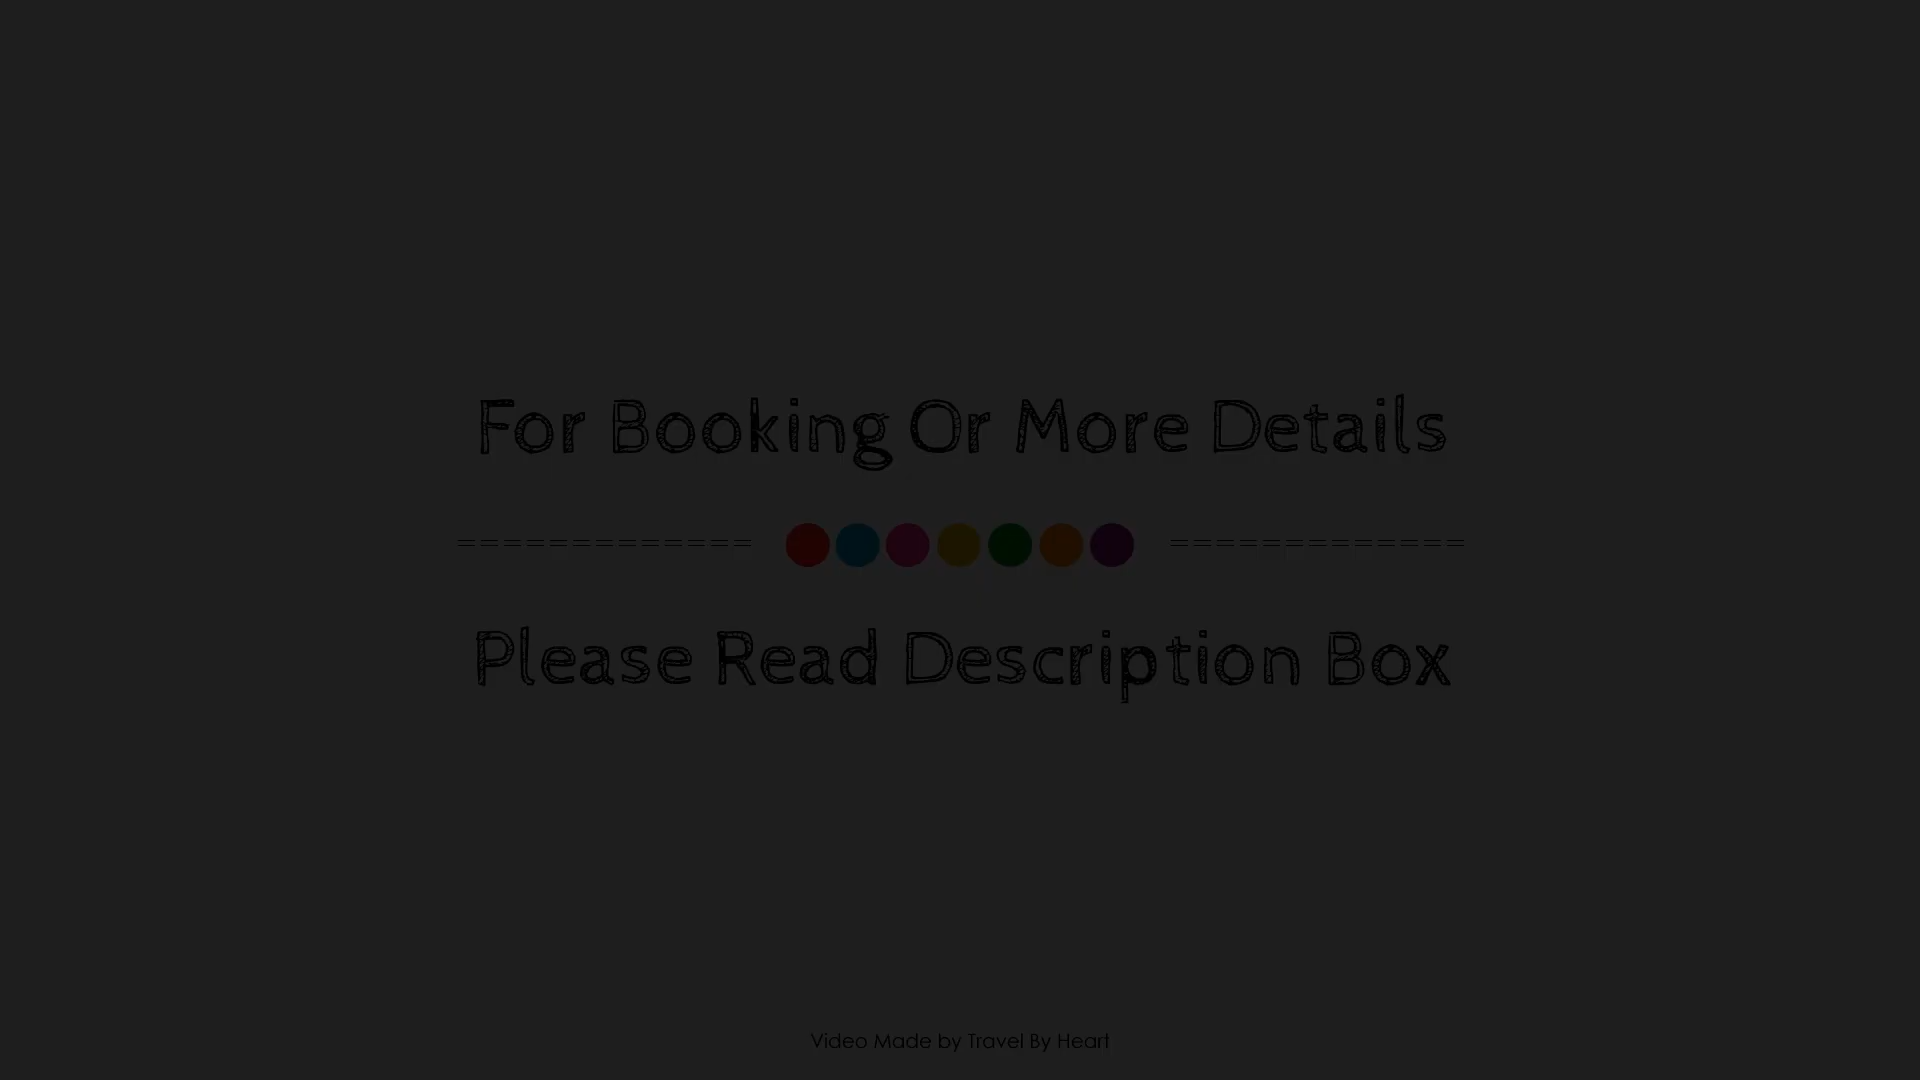 For Booking Or More Details
============= =============
Please Read Description Box
Video Made by Travel By Heart